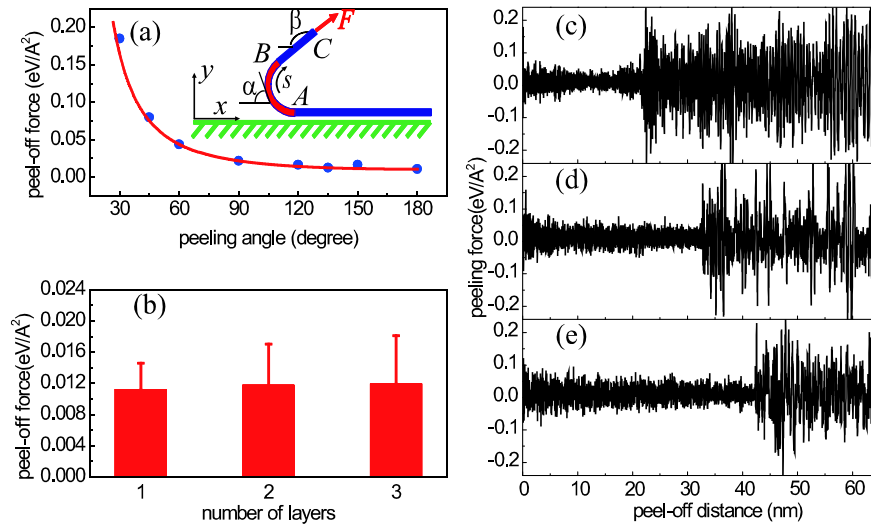 (a)
peel-off force (eV/A²)
0.20
0.15
0.10
0.05
0.00
30 60 90 120 150 180
peeling angle (degree)
y
x
α
β
F
B
C
s
A
(b)
peel-off force(eV/A²)
0.024
0.020
0.016
0.012
0.008
0.004
0.000
1 2 3
number of layers
peeling force(eV/A²)
(c)
0.2
0.1
0.0
-0.1
-0.2
(d)
0.2
0.1
0.0
-0.1
-0.2
(e)
0.2
0.1
0.0
-0.1
-0.2
0 10 20 30 40 50 60
peel-off distance (nm)